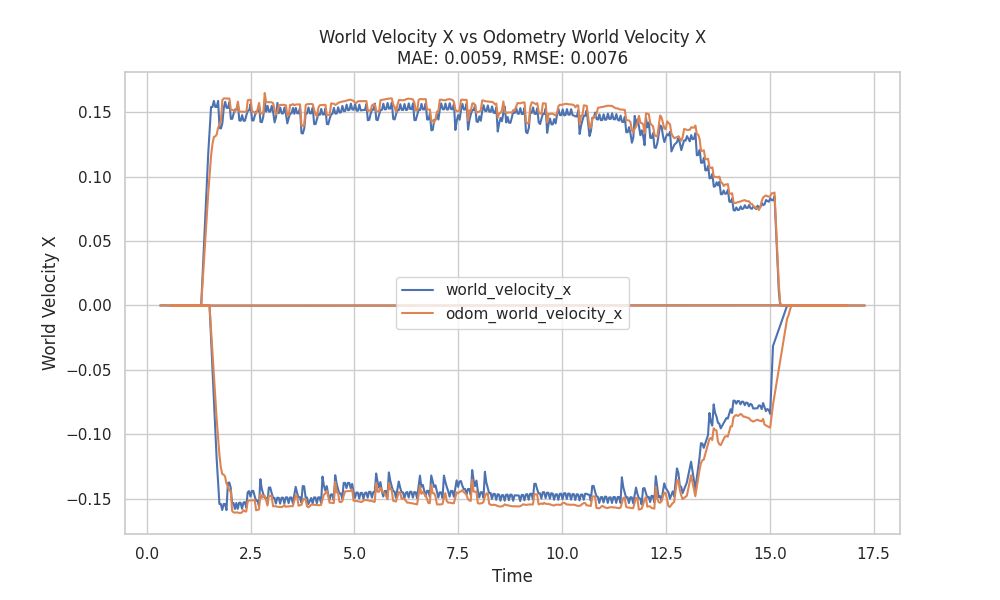 World Velocity X vs Odometry World Velocity X
MAE: 0.0059, RMSE: 0.0076
World Velocity X
0.15
0.10
0.05
0.00
−0.05
−0.10
−0.15
world_velocity_x
odom_world_velocity_x
0.0 2.5 5.0 7.5 10.0 12.5 15.0 17.5
Time